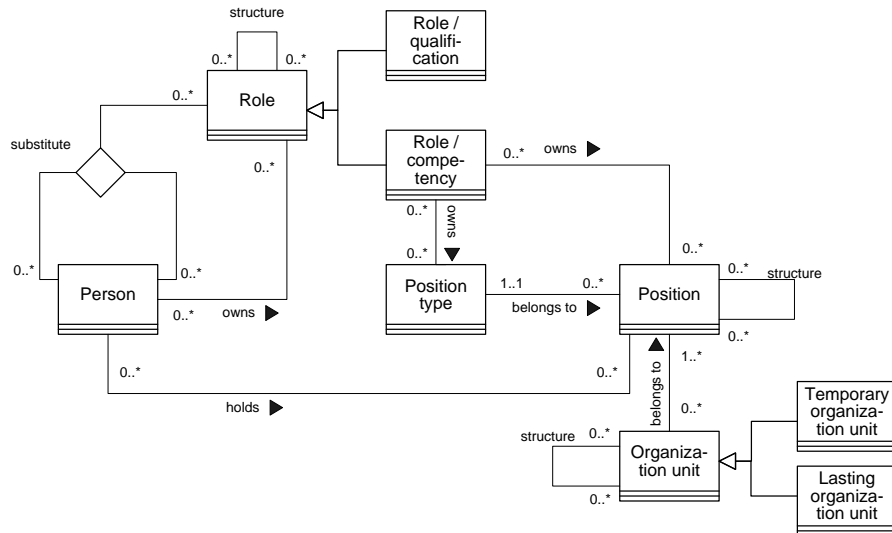 structure
0..*
0..*
Role /
qualifi-
cation
Role
0..*
0..*
substitute
Role /
compe-
tency
0..*
owns
0..*
owns
0..*
0..*
0..*
0..*
Person
0..*
owns
Position
type
1..1
0..*
belongs to
Position
0..*
structure
0..*
0..*
holds
0..*
belongs to
1..*
0..*
structure
0..*
0..*
Organiza-
tion unit
Temporary
organiza-
tion unit
Lasting
organiza-
tion unit